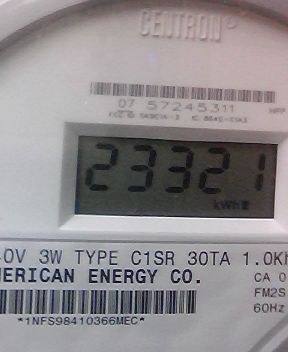 CENTRON®
07 57245311
23321
kWh
0V 3W TYPE C1SR 30TA 1.0Kh
MERICAN ENERGY CO.
CA 0
FM2S
60Hz
*1NFS98410366MEC*